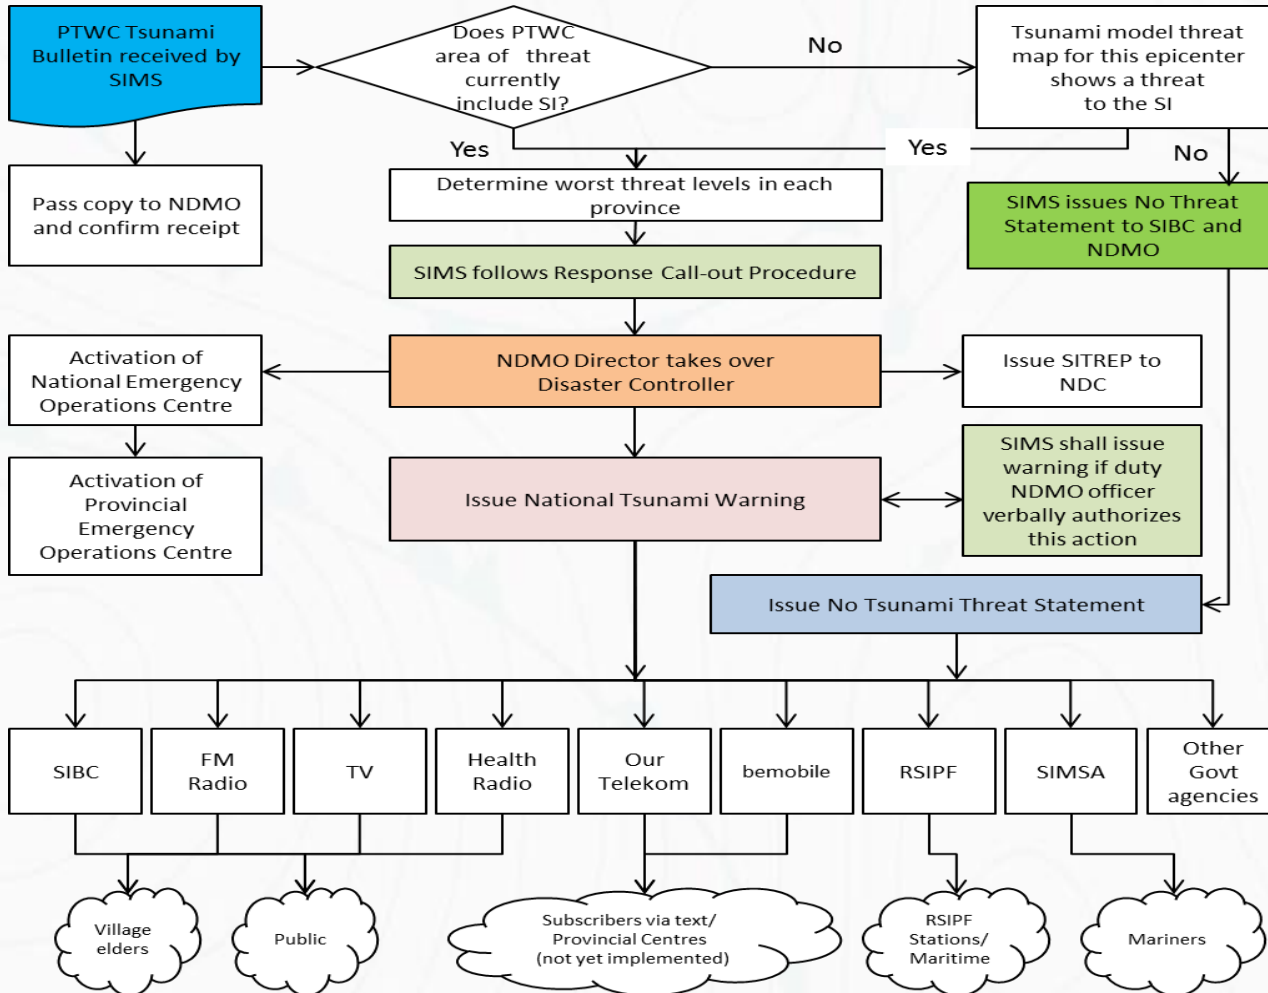 PTWC Tsunami
Bulletin received by
SIMS
Does PTWC
area of threat
currently
include SI?
No
Tsunami model threat
map for this epicenter
shows a threat
to the SI
Yes
Yes
No
Pass copy to NDMO
and confirm receipt
Determine worst threat levels in each
province
SIMS issues No Threat
Statement to SIBC and
NDMO
SIMS follows Response Call-out Procedure
Activation of
National Emergency
Operations Centre
NDMO Director takes over
Disaster Controller
Issue SITREP to
NDC
Activation of
Provincial
Emergency
Operations Centre
Issue National Tsunami Warning
SIMS shall issue
warning if duty
NDMO officer
verbally authorizes
this action
Issue No Tsunami Threat Statement
SIBC
FM
Radio
TV
Health
Radio
Our
Telekom
bemobile
RSIPF
SIMSA
Other
Govt
agencies
Village
elders
Public
Subscribers via text/
Provincial Centres
(not yet implemented)
RSIPF
Stations/
Maritime
Mariners